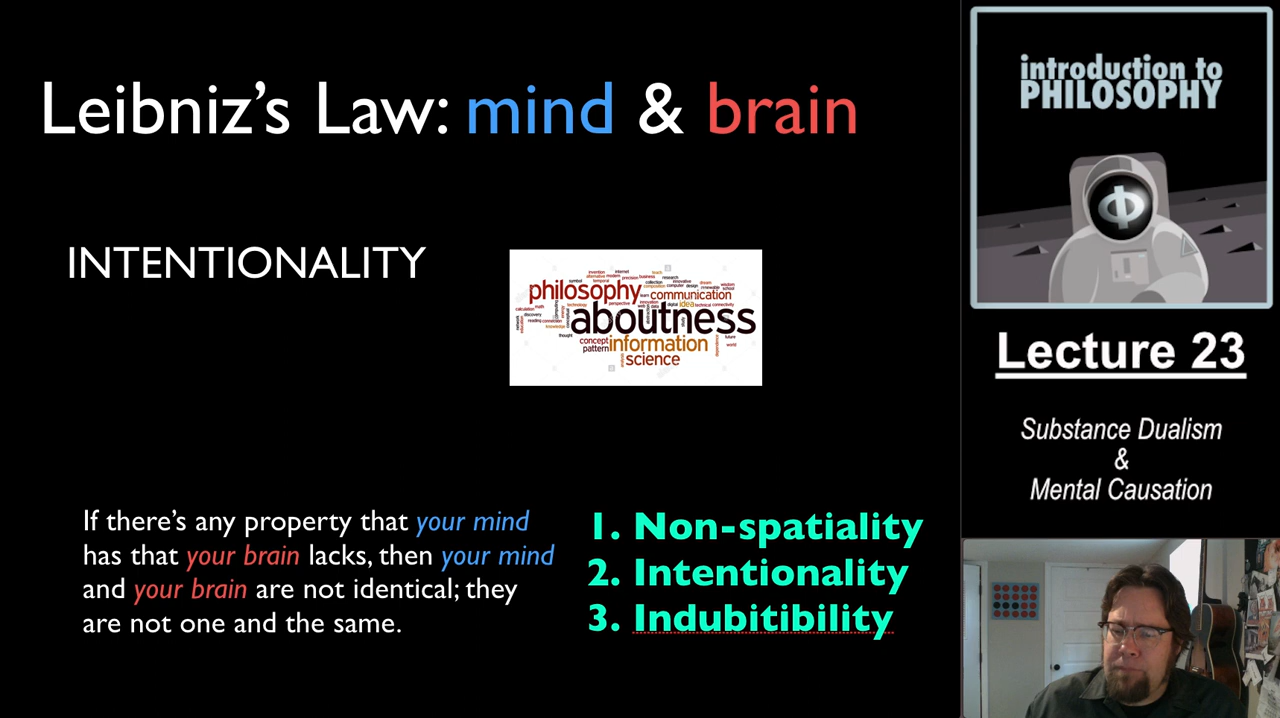 Leibniz's Law: mind & brain
INTENTIONALITY
philosophy
communication
idea
aboutness
concept
information
pattern
science
If there's any property that your mind
has that your brain lacks, then your mind
and your brain are not identical; they
are not one and the same.
1. Non-spatiality
2. Intentionality
3. Indubitibility
introduction to
PHILOSOPHY
Lecture 23
Substance Dualism
&
Mental Causation